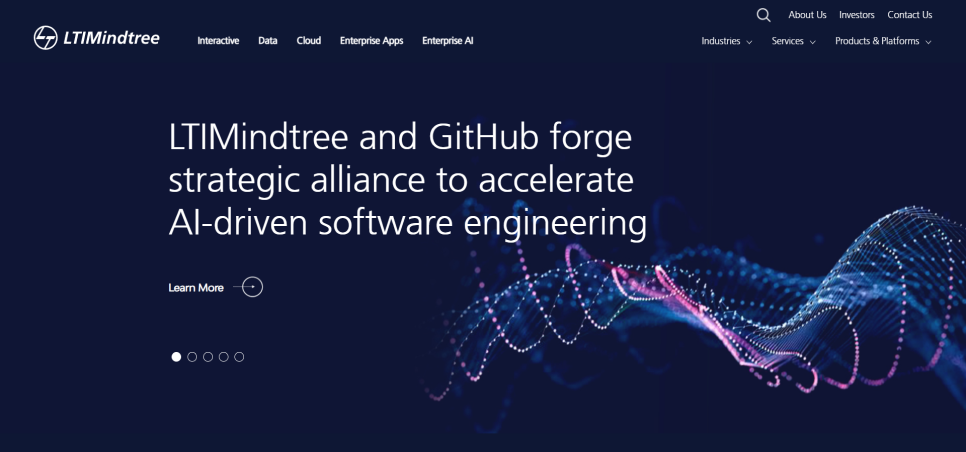 About Us Investors Contact Us
LTIMindtree Interactive Data Cloud Enterprise Apps Enterprise AI Industries Services Products & Platforms
LTIMindtree and GitHub forge
strategic alliance to accelerate
AI-driven software engineering
Learn More